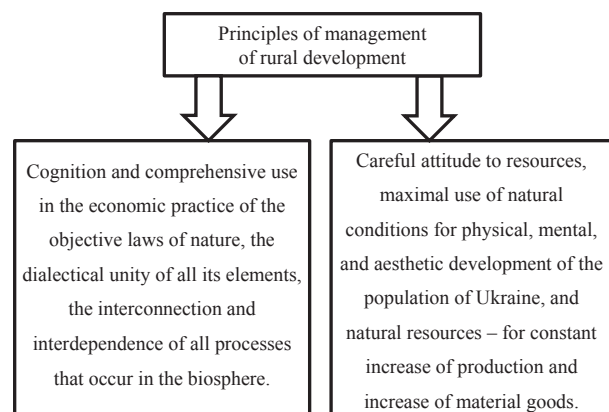 Principles of management
of rural development
Cognition and comprehensive use
in the economic practice of the
objective laws of nature, the
dialectical unity of all its elements,
the interconnection and
interdependence of all processes
that occur in the biosphere.
Careful attitude to resources,
maximal use of natural
conditions for physical, mental,
and aesthetic development of the
population of Ukraine, and
natural resources – for constant
increase of production and
increase of material goods.